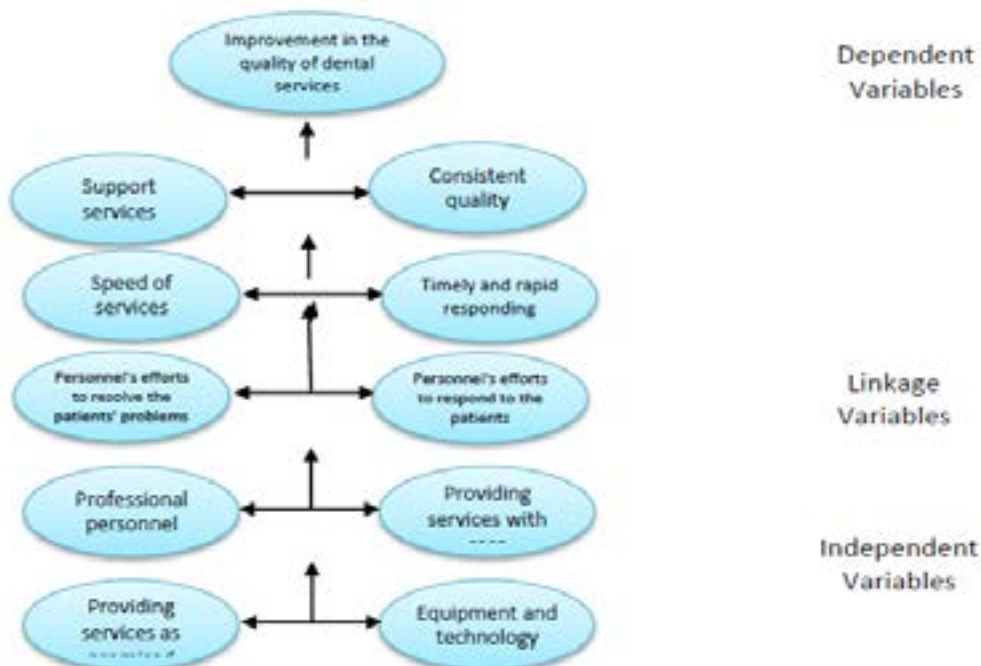 Improvement in the
quality of dental
services
Dependent
Variables
Support
services
Consistent
quality
Speed of
services
Timely and rapid
responding
Personnel's efforts
to resolve the
patients' problems
Personnel's efforts
to respond to the
patients
Linkage
Variables
Professional
personnel
Providing
services with
Independent
Variables
Providing
services as
Equipment and
technology